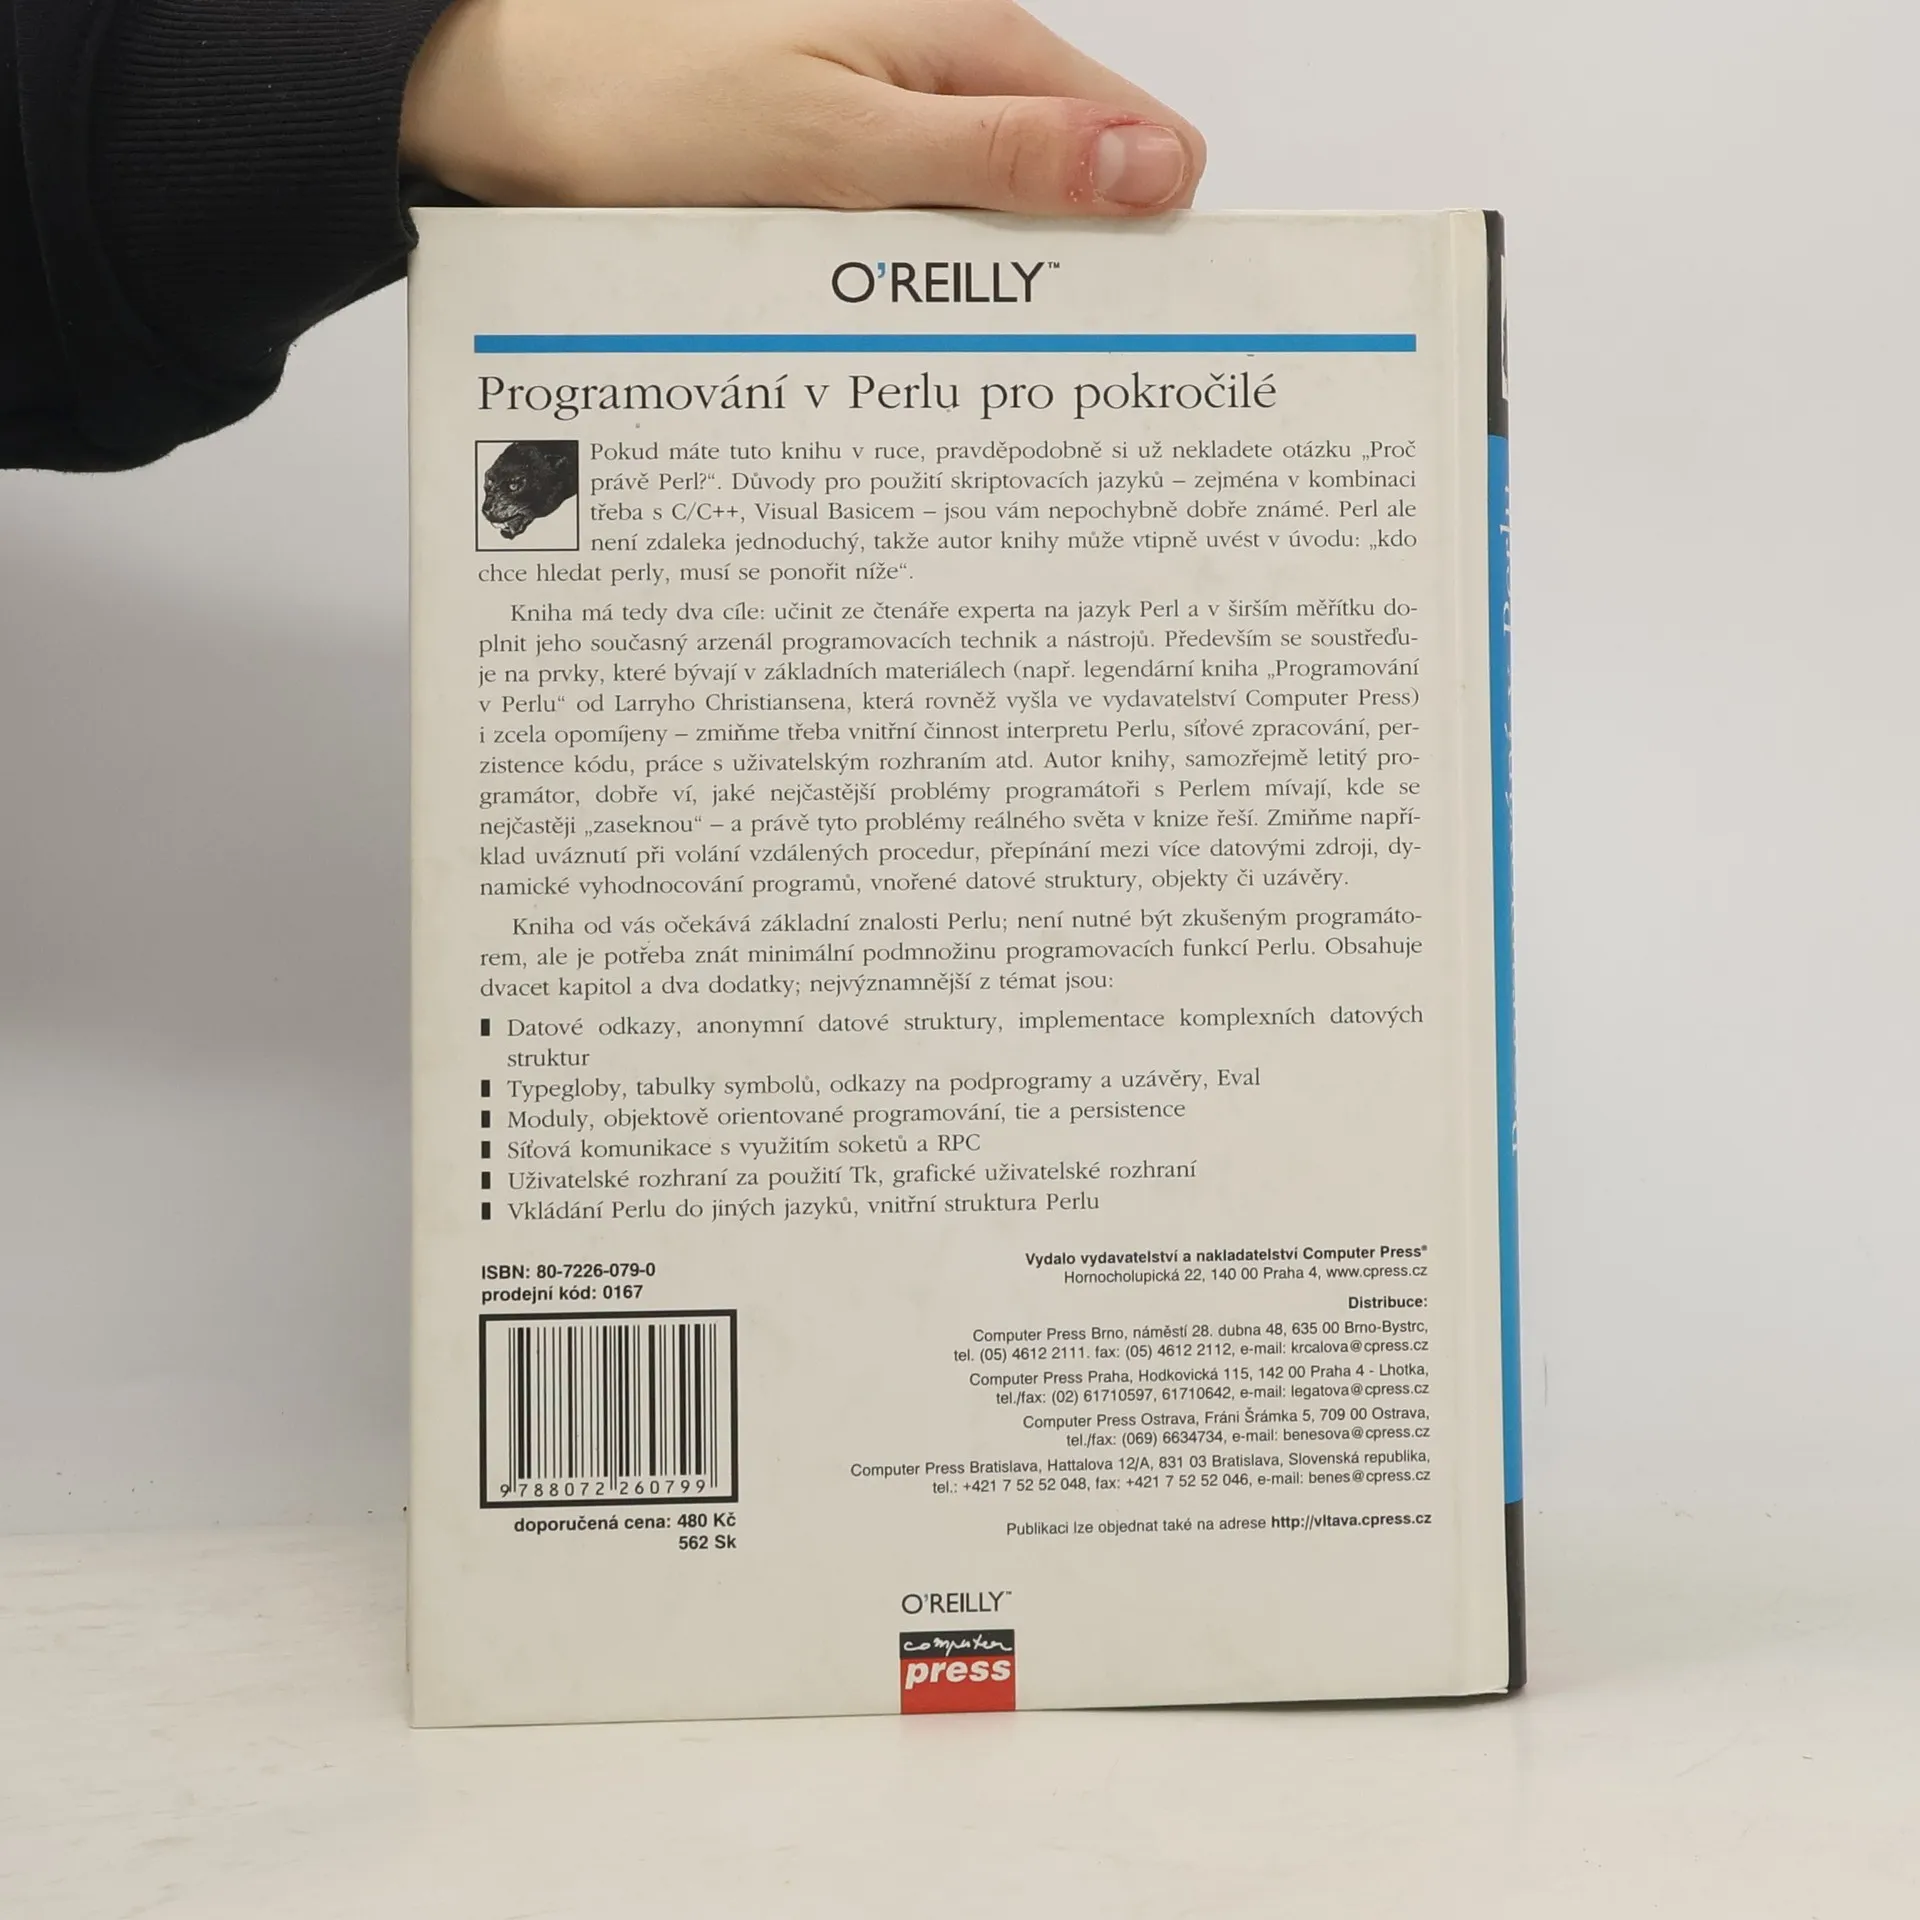 O'REILLY™
Programování v Perlu pro pokročilé
Pokud máte tuto knihu v ruce, pravděpodobně si už nekladete otázku „Proč
právě Perl?“. Důvody pro použití skriptovacích jazyků – zejména v kombinaci
třeba s C/C++, Visual Basicem – jsou vám nepochybně dobře známé. Perl ale
není zdaleka jednoduchý, takže autor knihy může vtipně uvést v úvodu: „kdo
chce hledat perly, musí se ponořit níže“.
Kniha má tedy dva cíle: učinit ze čtenáře experta na jazyk Perl a v širším měřítku do-
plnit jeho současný arzenál programovacích technik a nástrojů. Především se soustřeďu-
je na prvky, které bývají v základních materiálech (např. legendární kniha „Programování
v Perlu“ od Larryho Christiansena, která rovněž vyšla ve vydavatelství Computer Press)
i zcela opomíjeny – zmiňme třeba vnitřní činnost interpretu Perlu, síťové zpracování, per-
zistence kódu, práce s uživatelským rozhraním atd. Autor knihy, samozřejmě letitý pro-
gramátor, dobře ví, jaké nejčastější problémy programátoři s Perlem mívají, kde se
nejčastěji „zaseknou“ – a právě tyto problémy reálného světa v knize řeší. Zmiňme napří-
klad uváznutí při volání vzdálených procedur, přepínání mezi více datovými zdroji, dy-
namické vyhodnocování programů, vnořené datové struktury, objekty či uzávěry.
Kniha od vás očekává základní znalosti Perlu; není nutné být zkušeným programáto-
rem, ale je potřeba znát minimální podmnožinu programovacích funkcí Perlu. Obsahuje
dvacet kapitol a dva dodatky; nejvýznamnější z témat jsou:
Datové odkazy, anonymní datové struktury, implementace komplexních datových
struktur
Typegloby, tabulky symbolů, odkazy na podprogramy a uzávěry, Eval
Moduly, objektově orientované programování, tie a persistence
Síťová komunikace s využitím soketů a RPC
Uživatelské rozhraní za použití Tk, grafické uživatelské rozhraní
Vkládání Perlu do jiných jazyků, vnitřní struktura Perlu
ISBN: 80-7226-079-0
prodejní kód: 0167
9 788072 260799
doporučená cena: 480 Kč
562 Sk
Vydalo vydavatelství a nakladatelství Computer Press®
Hornocholupická 22, 140 00 Praha 4, www.cpress.cz
Distribuce:
Computer Press Brno, náměstí 28. dubna 48, 635 00 Brno-Bystrc,
tel. (05) 4612 2111. fax: (05) 4612 2112, e-mail: krcalova@cpress.cz
Computer Press Praha, Hodkovická 115, 142 00 Praha 4 - Lhotka,
tel./fax: (02) 61710597, 61710642, e-mail: legatova@cpress.cz
Computer Press Ostrava, Fráni Šrámka 5, 709 00 Ostrava,
tel./fax: (069) 6634734, e-mail: benesova@cpress.cz
Computer Press Bratislava, Hattalova 12/A, 831 03 Bratislava, Slovenská republika,
tel.: +421 7 52 52 048, fax: +421 7 52 52 046, e-mail: benes@cpress.cz
Publikaci lze objednat také na adrese http://vltava.cpress.cz
O'REILLY™
computer
press